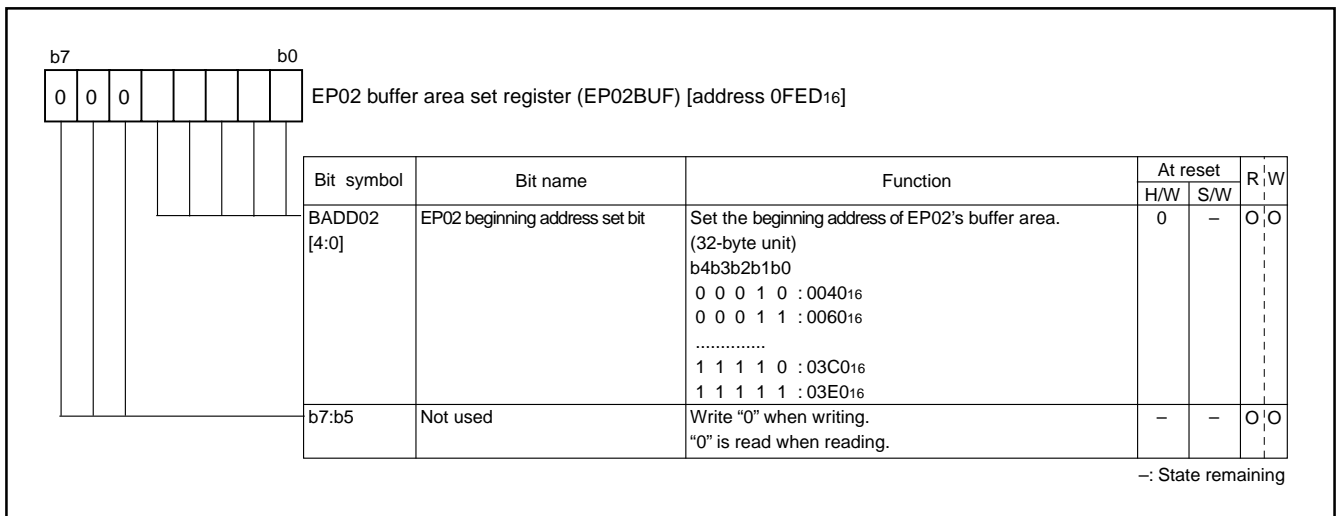 b7 b0
0 0 0 EP02 buffer area set register (EP02BUF) [address 0FED16]
Bit symbol Bit name Function At reset R W
H/W S/W
BADD02 EP02 beginning address set bit Set the beginning address of EP02's buffer area. 0 – O O
[4:0] (32-byte unit)
b4b3b2b1b0
0 0 0 1 0 : 004016
0 0 0 1 1 : 006016
..............
1 1 1 1 0 : 03C016
1 1 1 1 1 : 03E016
b7:b5 Not used Write “0” when writing. – – O O
“0” is read when reading.
–: State remaining